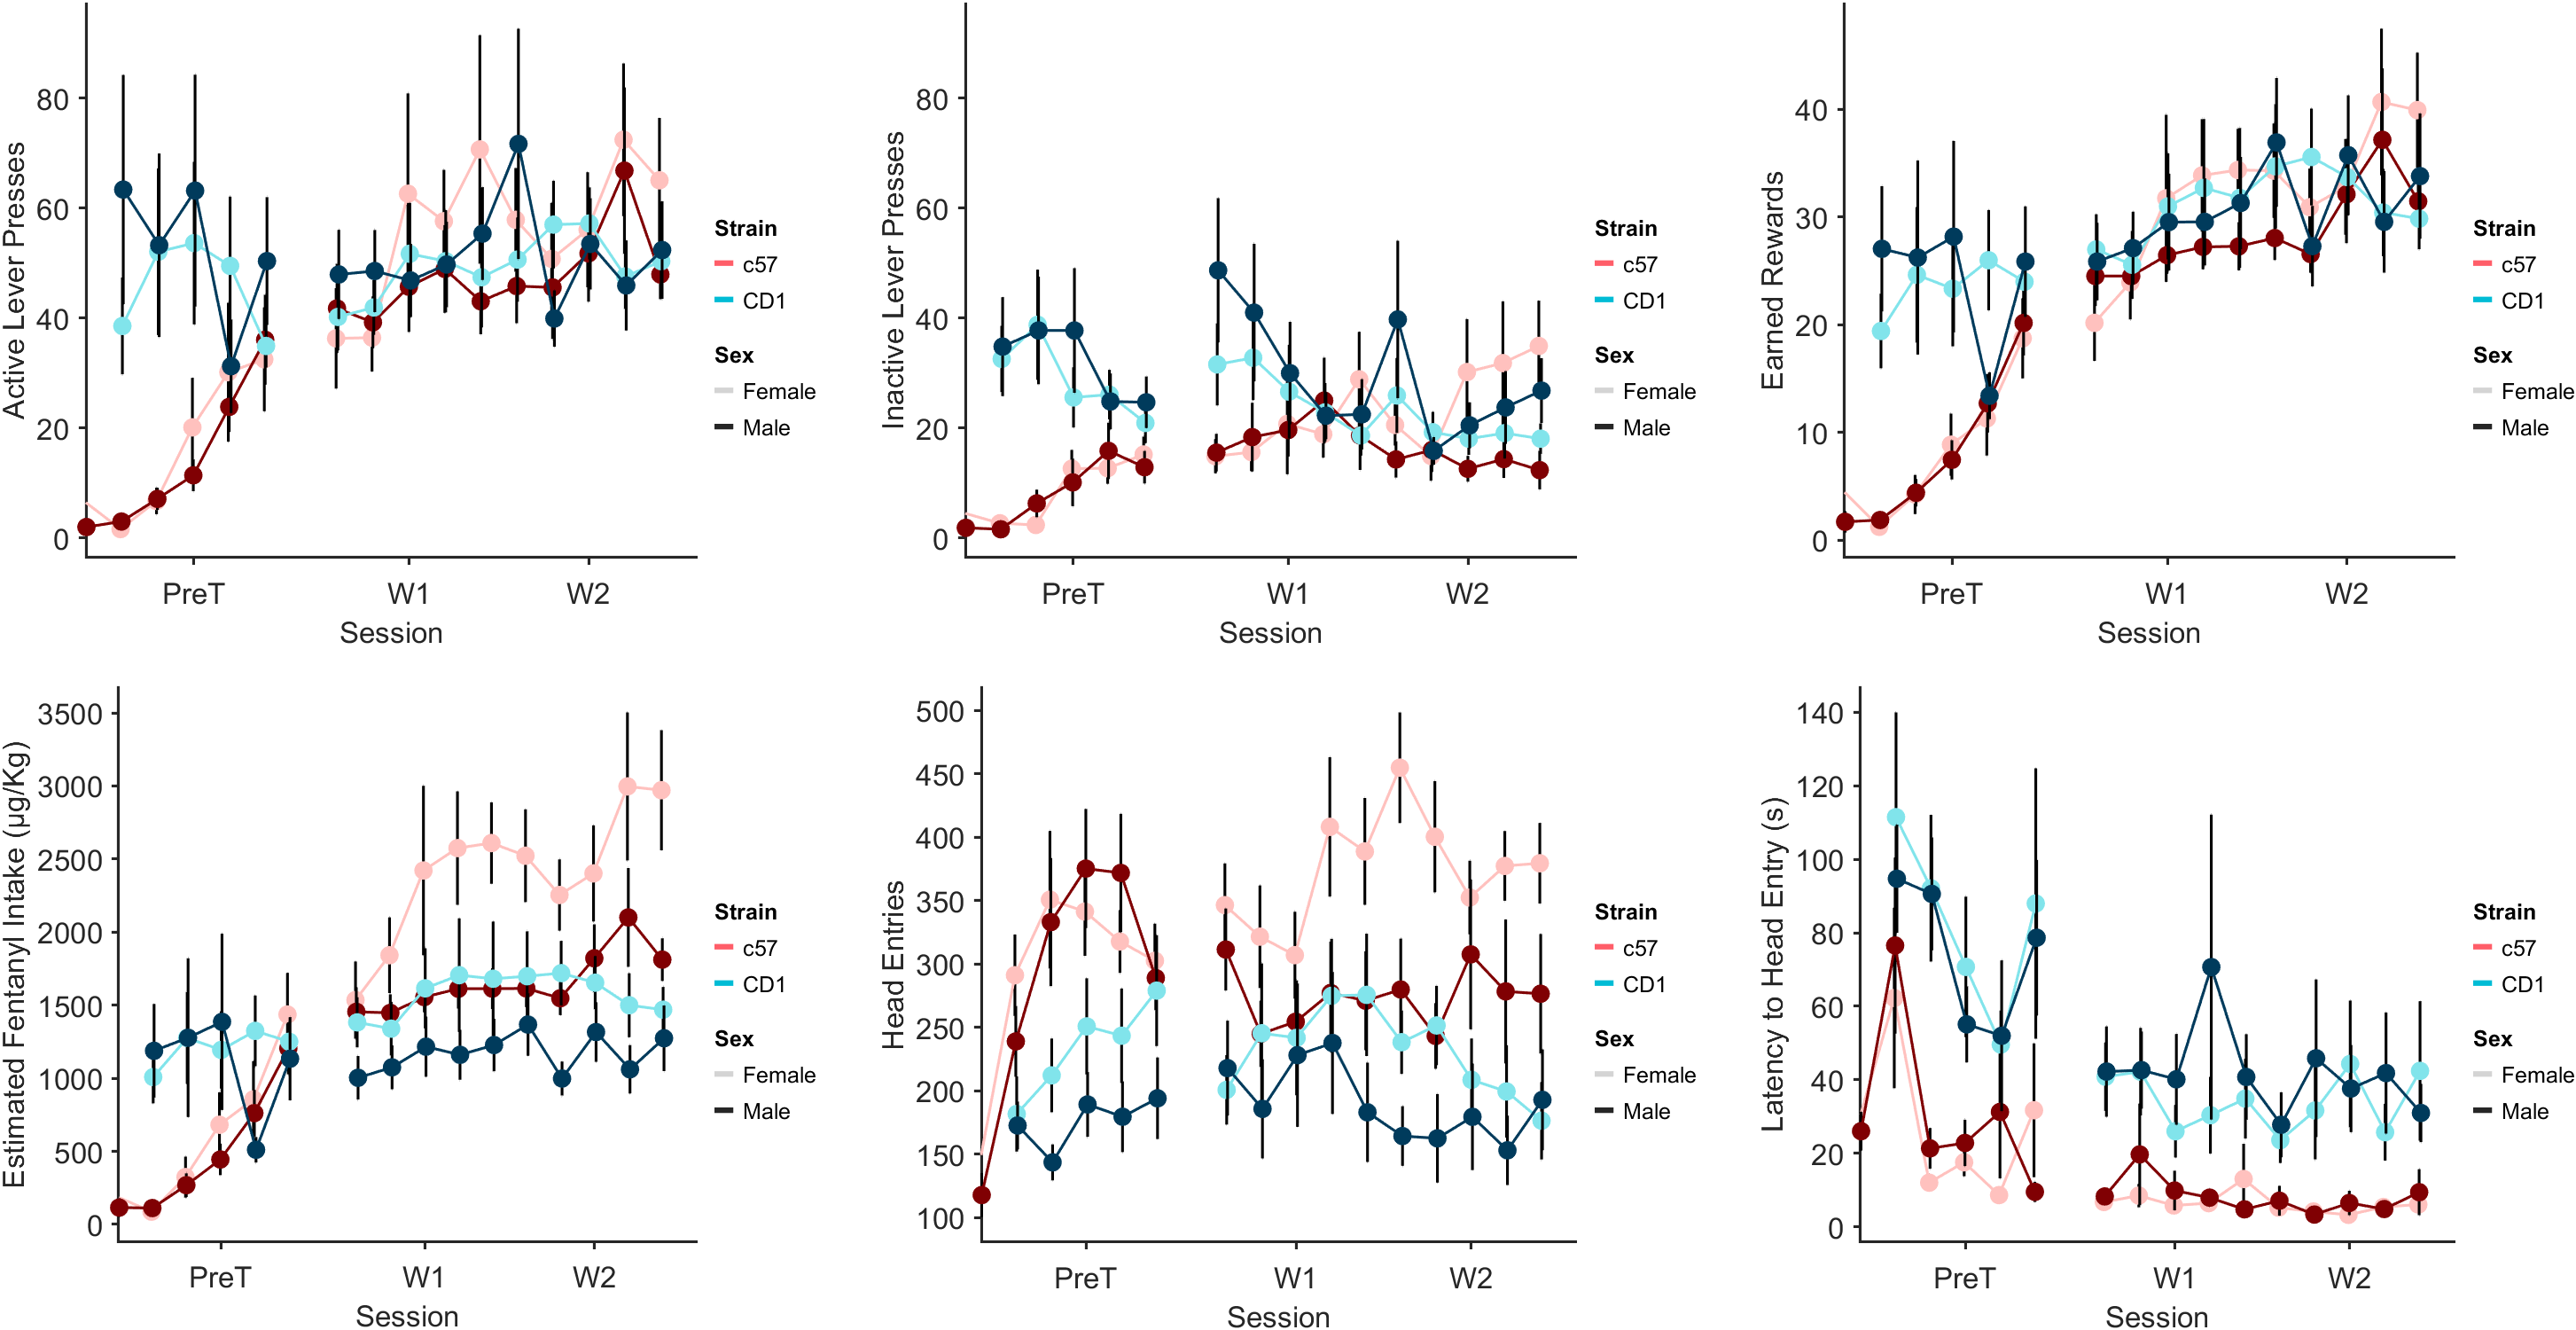 Active Lever Presses
80
60
40
20
0
PreT W1 W2
Session
Strain
c57
CD1
Sex
Female
Male
Inactive Lever Presses
80
60
40
20
0
PreT W1 W2
Session
Strain
c57
CD1
Sex
Female
Male
Earned Rewards
40
30
20
10
0
PreT W1 W2
Session
Strain
c57
CD1
Sex
Female
Male
Estimated Fentanyl Intake (µg/Kg)
3500
3000
2500
2000
1500
1000
500
0
PreT W1 W2
Session
Strain
c57
CD1
Sex
Female
Male
Head Entries
500
450
400
350
300
250
200
150
100
PreT W1 W2
Session
Strain
c57
CD1
Sex
Female
Male
Latency to Head Entry (s)
140
120
100
80
60
40
20
0
PreT W1 W2
Session
Strain
c57
CD1
Sex
Female
Male